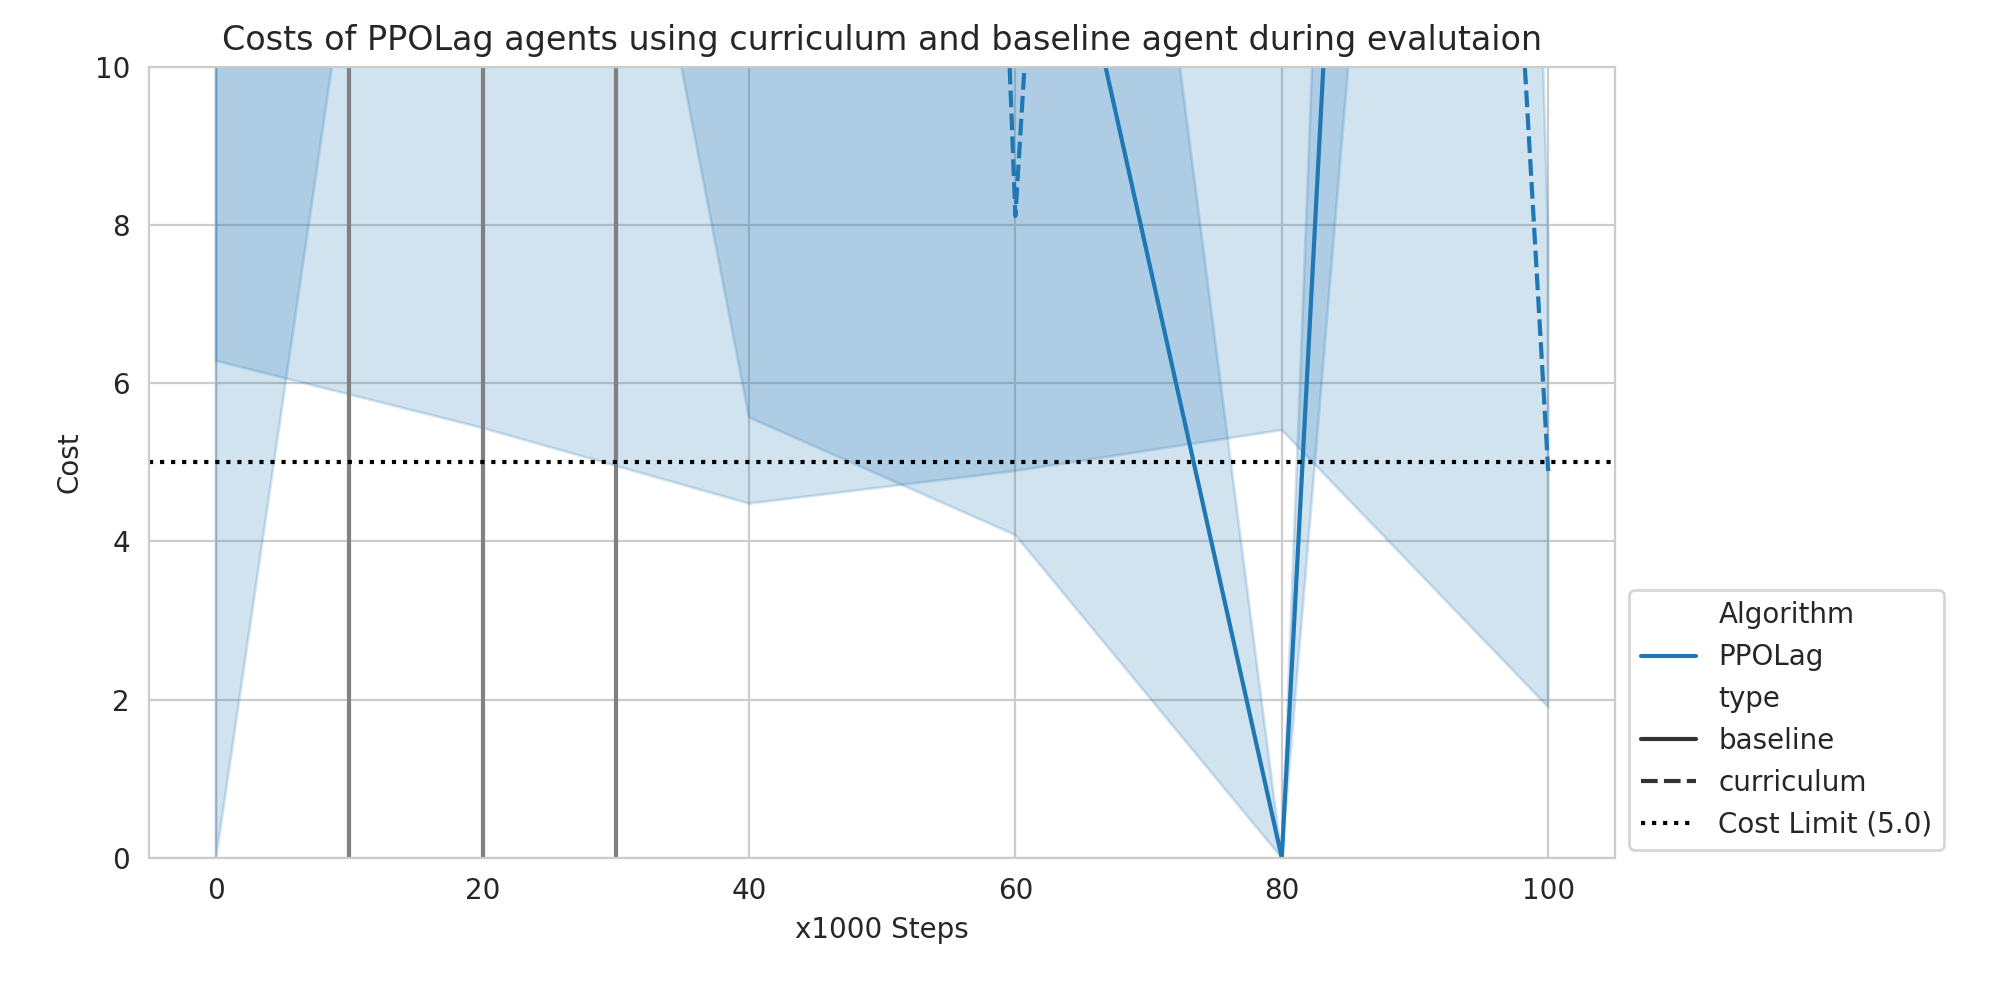 Costs of PPOLag agents using curriculum and baseline agent during evalutaion
10
8
6
4
2
0
Cost
0 20 40 60 80 100
x1000 Steps
Algorithm
PPOLag
type
baseline
curriculum
Cost Limit (5.0)